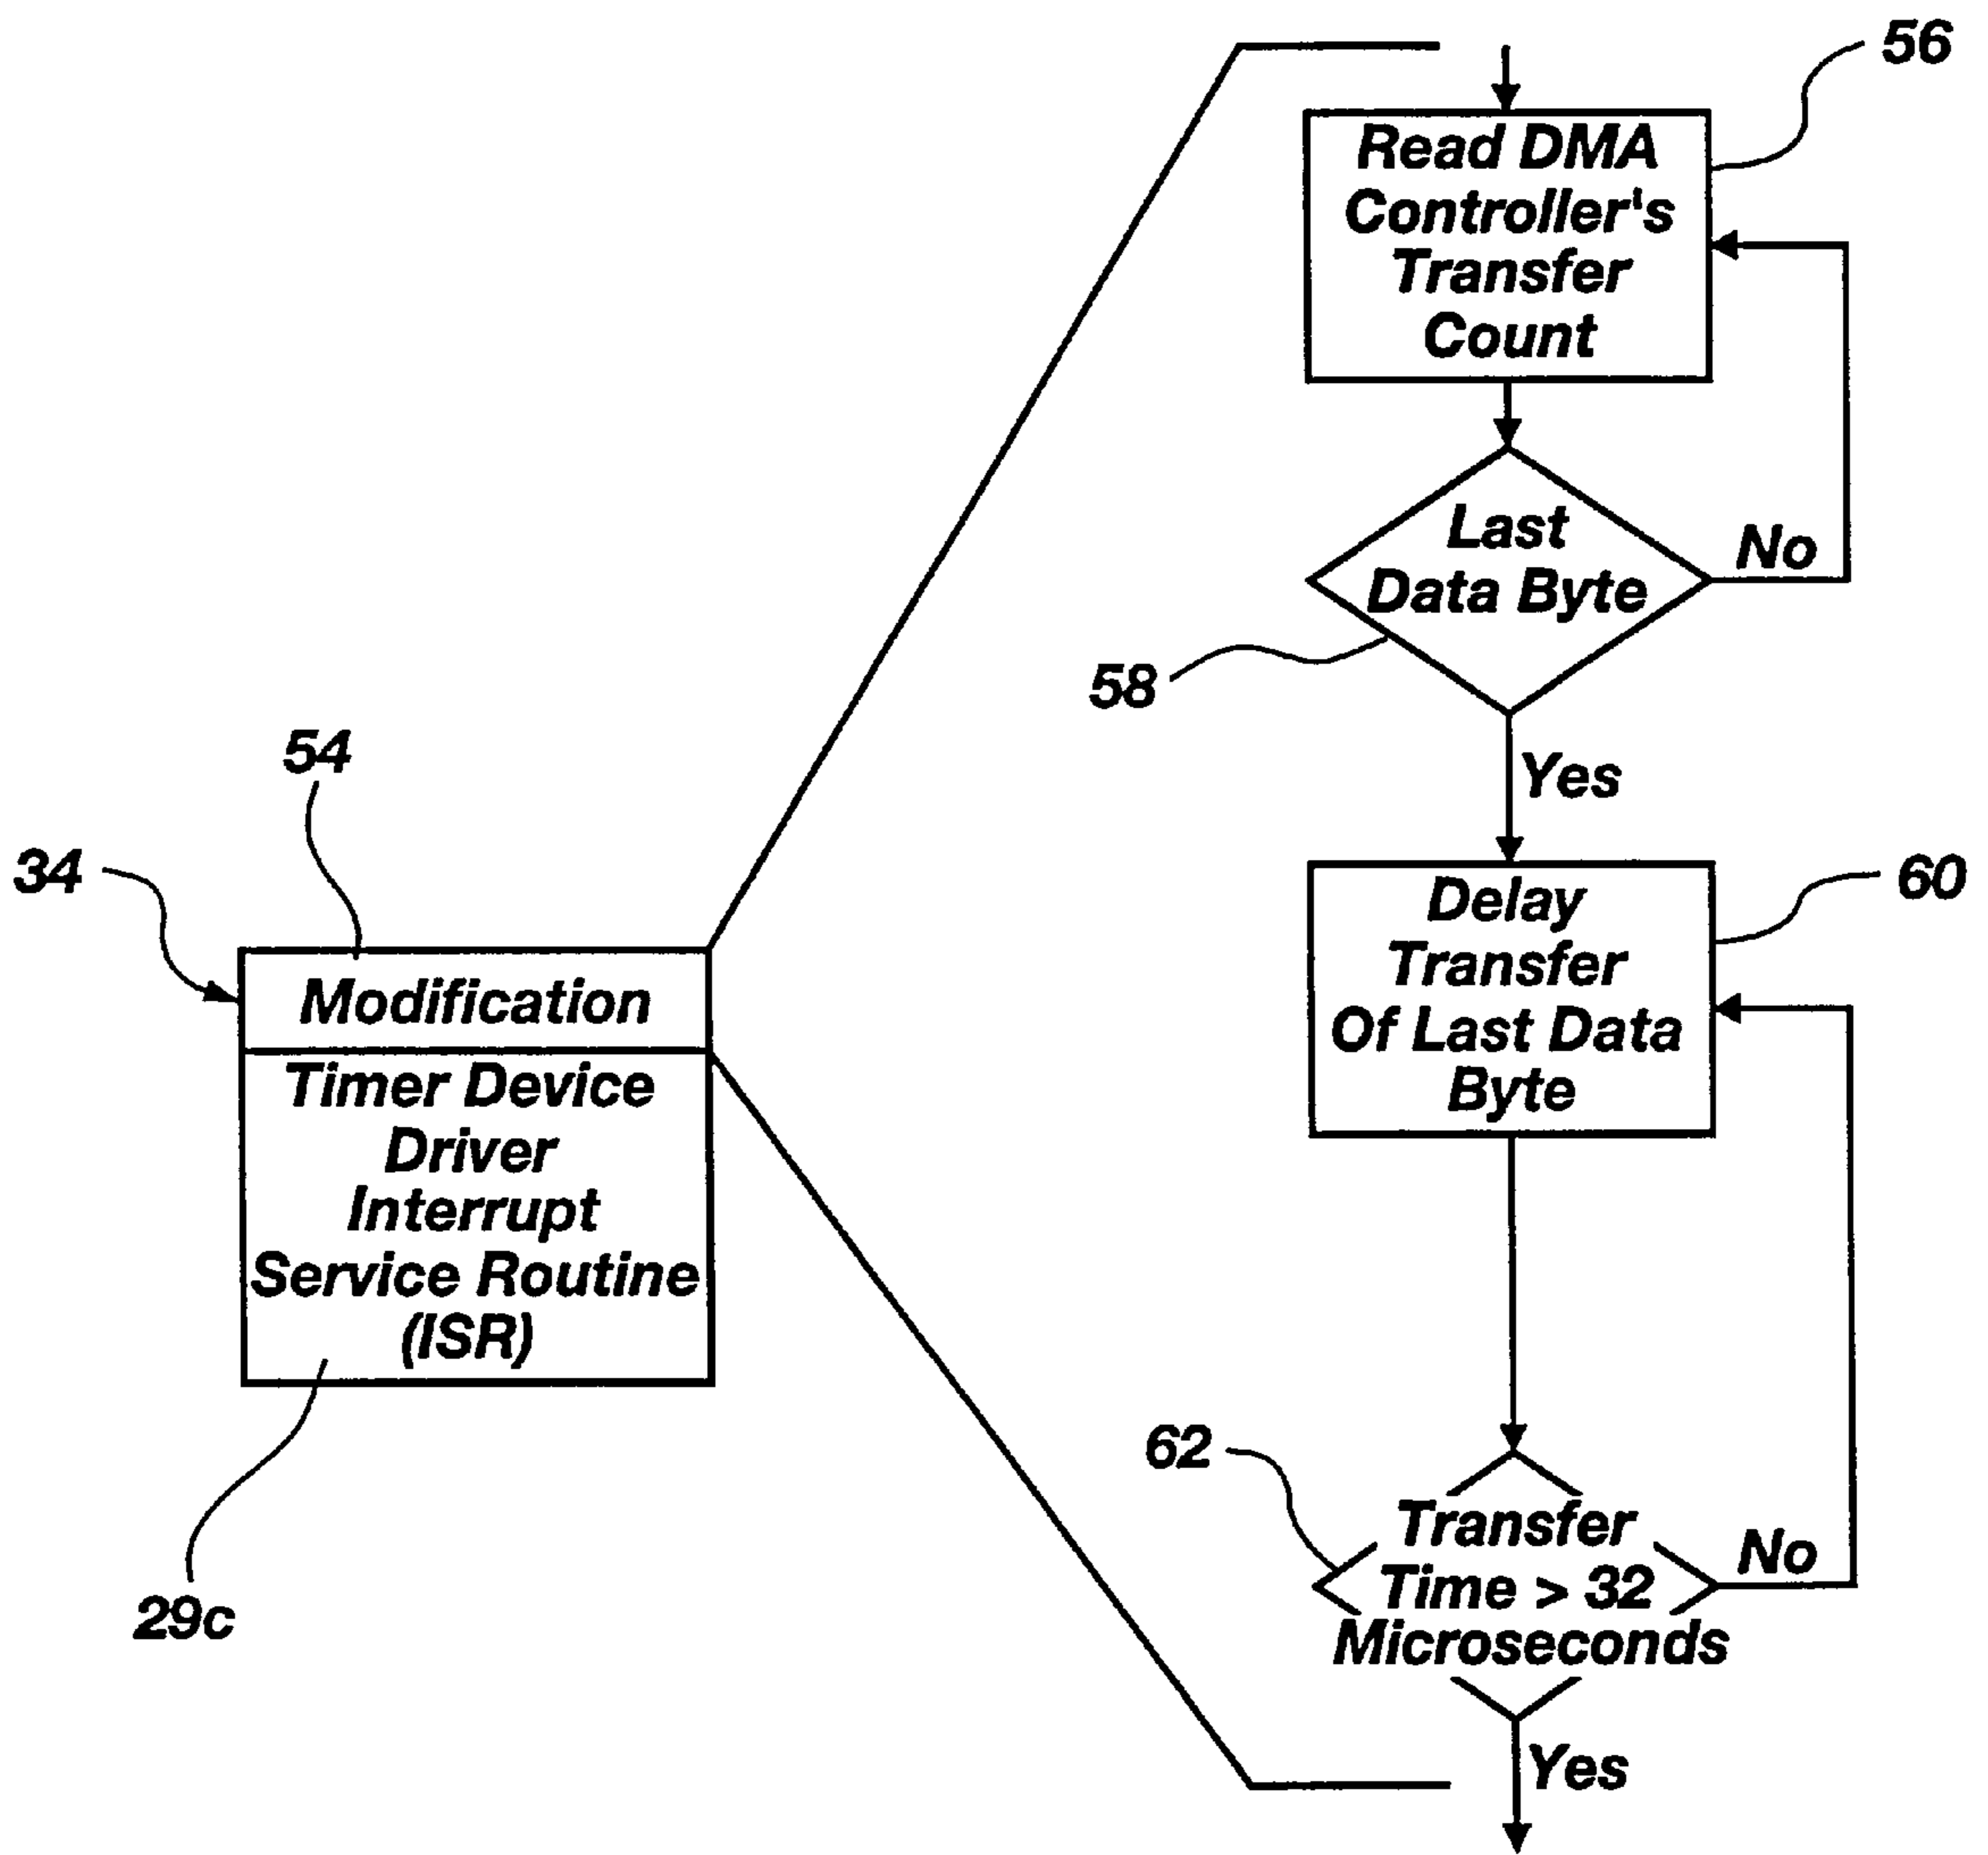 56
Read DMA
Controller's
Transfer
Count
Last
Data Byte
No
58
Yes
54
34
Modification
Timer Device
Driver
Interrupt
Service Routine
(ISR)
29c
Delay
Transfer
Of Last Data
Byte
60
62
Transfer
Time > 32
Microseconds
No
Yes